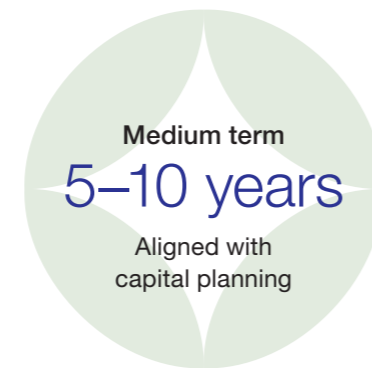 Medium term
5–10 years
Aligned with
capital planning